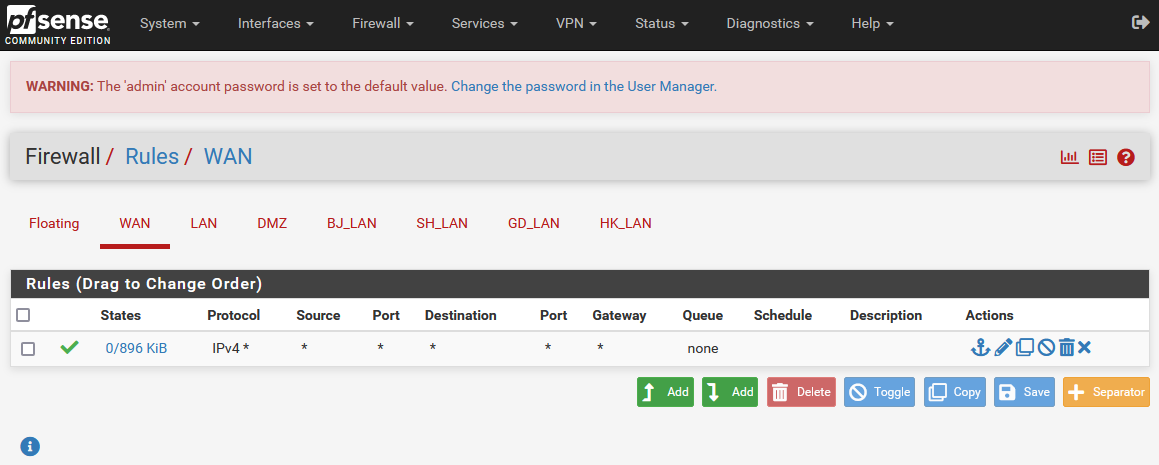 pfsense System Interfaces Firewall Services VPN Status Diagnostics Help
COMMUNITY EDITION
WARNING: The 'admin' account password is set to the default value. Change the password in the User Manager.
Firewall / Rules / WAN
Floating WAN LAN DMZ BJ_LAN SH_LAN GD_LAN HK_LAN
Rules (Drag to Change Order)
States Protocol Source Port Destination Port Gateway Queue Schedule Description Actions
0/896 KiB IPv4 * * * * * * none
Add Add Delete Toggle Copy Save Separator